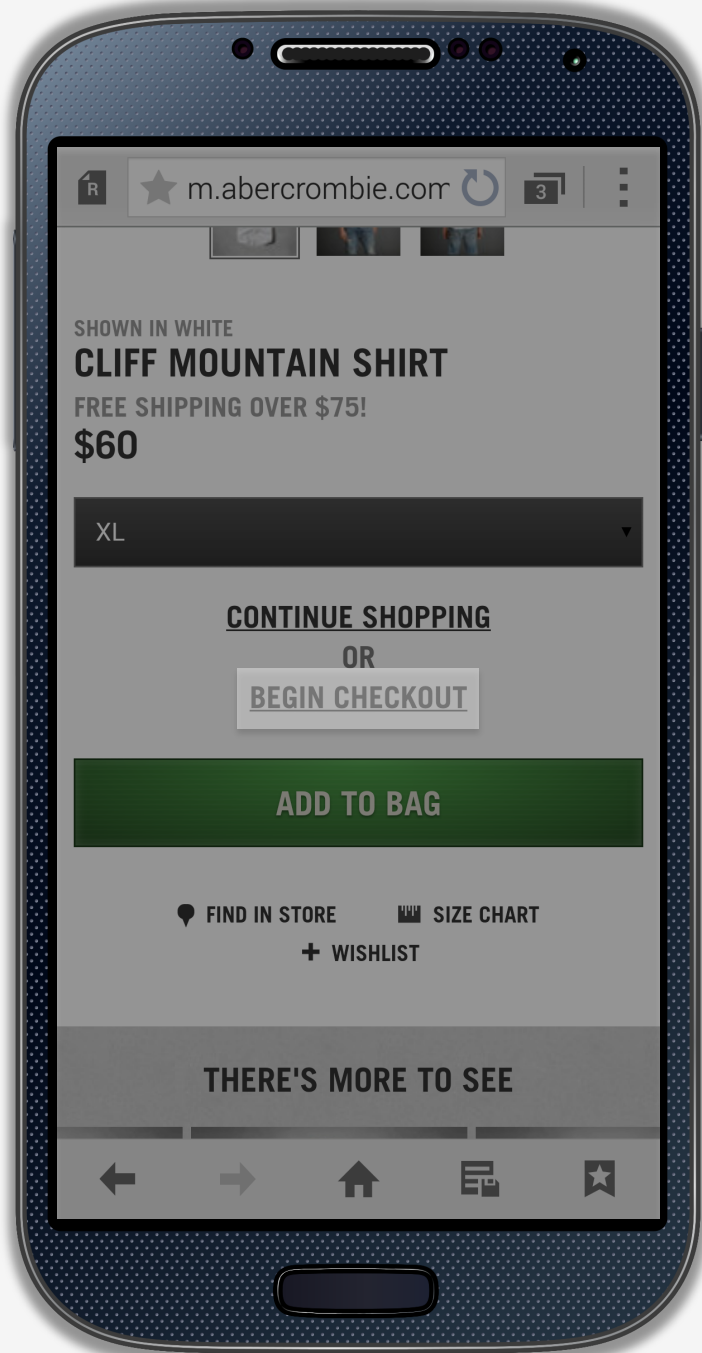 R
m.abercrombie.com
3
SHOWN IN WHITE
CLIFF MOUNTAIN SHIRT
FREE SHIPPING OVER $75!
$60
XL
CONTINUE SHOPPING
OR
BEGIN CHECKOUT
ADD TO BAG
FIND IN STORE SIZE CHART
WISHLIST
THERE'S MORE TO SEE